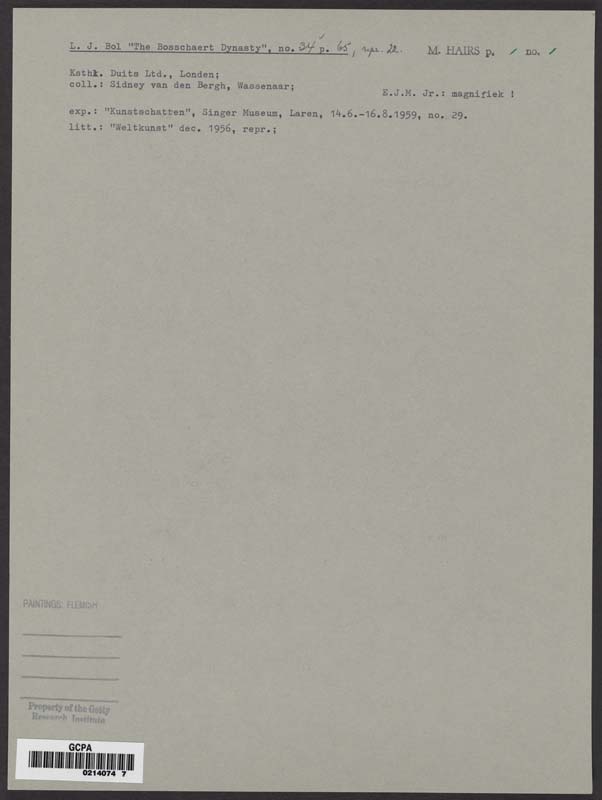 L. J. Bol "The Bosschaert Dynasty", no. 34 p. 65, repr. 22. M. HAIRS p. / no. /
Ksthl. Duits Ltd., Londen;
coll.: Sidney van den Bergh, Wassenaar;
E.J.M. Jr.: magnifiek !
exp.: "Kunstschatten", Singer Museum, Laren, 14.6.-16.8.1959, no. 29.
litt.: "Weltkunst" dec. 1956, repr.;
PAINTINGS: FLEMISH
Property of the Getty
Research Institute
GCPA
0214074 7